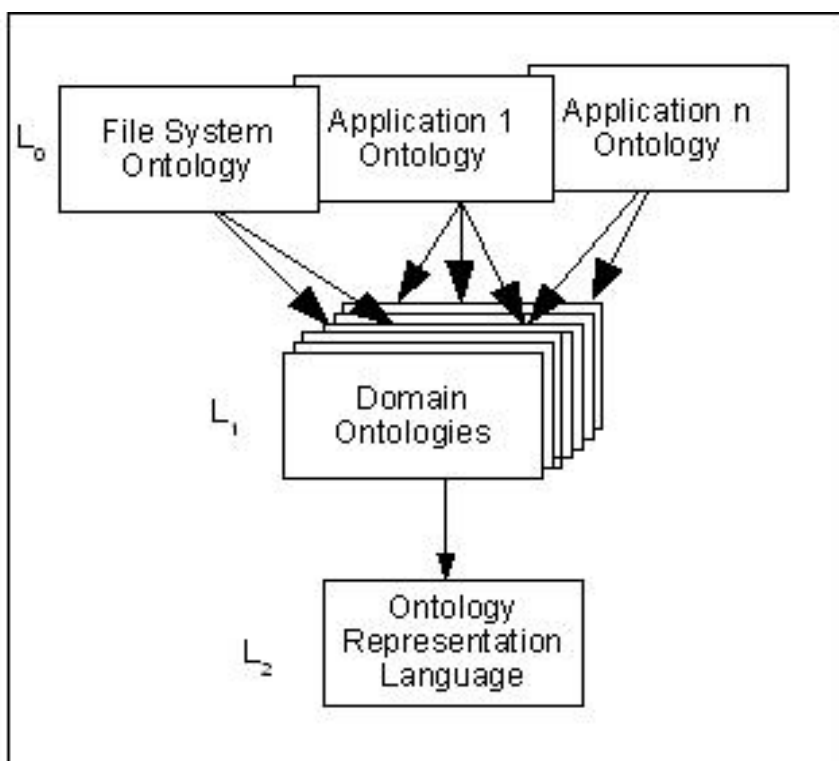 L0
File System
Ontology
Application 1
Ontology
Application n
Ontology
L1
Domain
Ontologies
L2
Ontology
Representation
Language